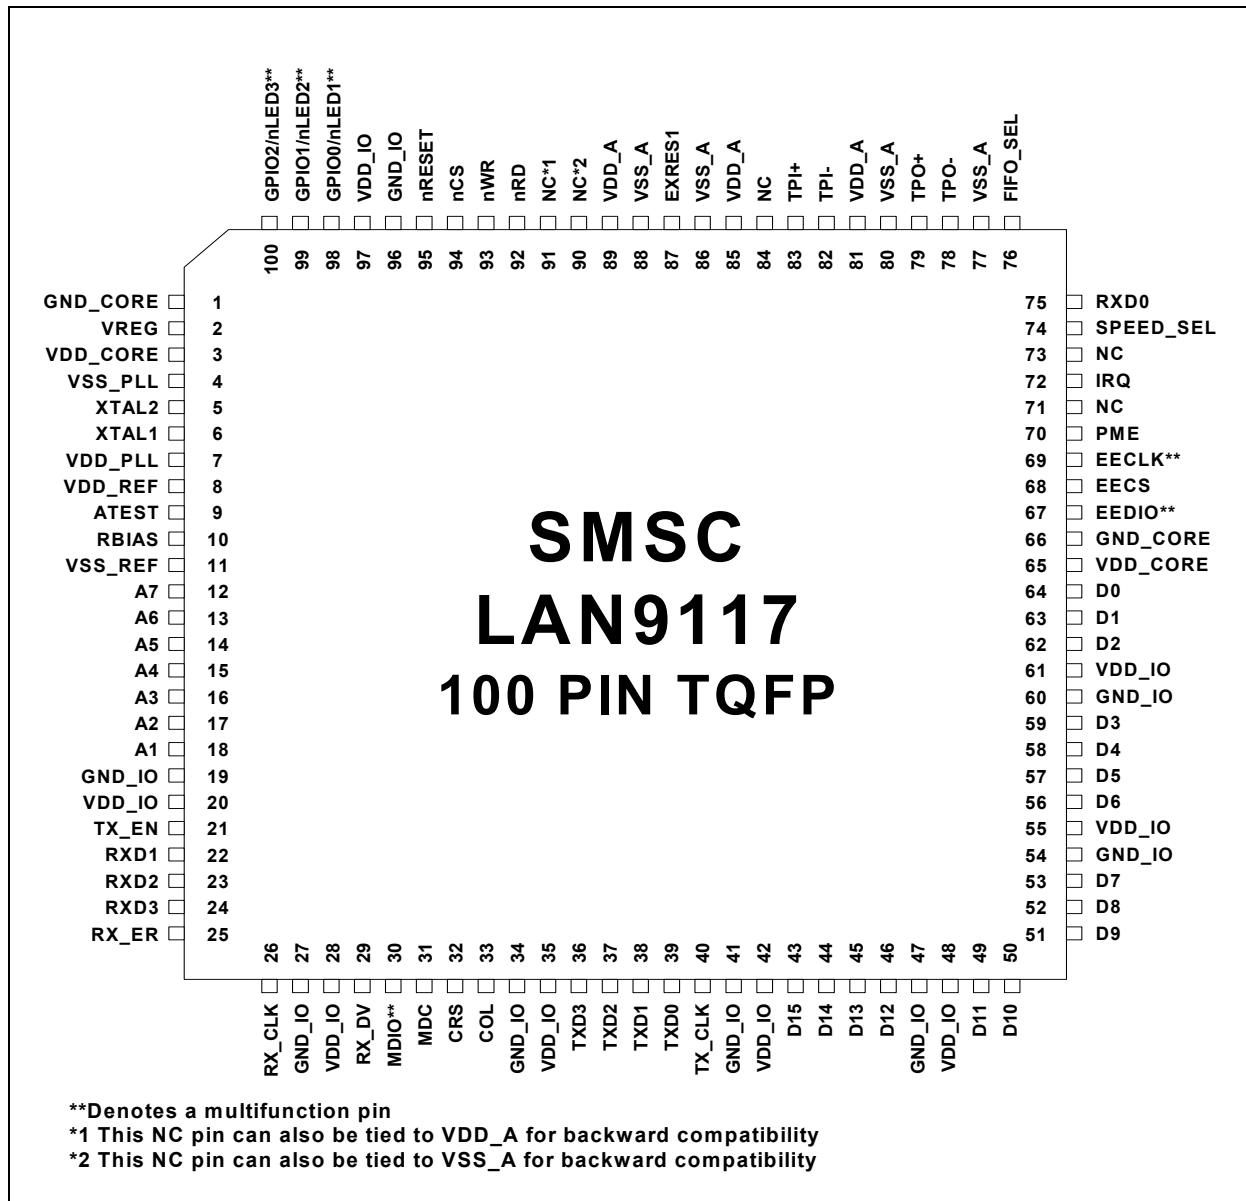 GPIO2/nLED3**
GPIO1/nLED2**
GPIO0/nLED1**
VDD_IO
GND_IO
nRESET
nCS
nWR
nRD
NC*1
NC*2
VDD_A
VSS_A
EXRES1
VSS_A
VDD_A
NC
TPI+
TPI-
VDD_A
VSS_A
TPO+
TPO-
VSS_A
FIFO_SEL
100
99
98
97
96
95
94
93
92
91
90
89
88
87
86
85
84
83
82
81
80
79
78
77
76
GND_CORE 1
VREG 2
VDD_CORE 3
VSS_PLL 4
XTAL2 5
XTAL1 6
VDD_PLL 7
VDD_REF 8
ATEST 9
RBIAS 10
VSS_REF 11
A7 12
A6 13
A5 14
A4 15
A3 16
A2 17
A1 18
GND_IO 19
VDD_IO 20
TX_EN 21
RXD1 22
RXD2 23
RXD3 24
RX_ER 25
SMSC
LAN9117
100 PIN TQFP
75 RXD0
74 SPEED_SEL
73 NC
72 IRQ
71 NC
70 PME
69 EECLK**
68 EECS
67 EEDIO**
66 GND_CORE
65 VDD_CORE
64 D0
63 D1
62 D2
61 VDD_IO
60 GND_IO
59 D3
58 D4
57 D5
56 D6
55 VDD_IO
54 GND_IO
53 D7
52 D8
51 D9
26
27
28
29
30
31
32
33
34
35
36
37
38
39
40
41
42
43
44
45
46
47
48
49
50
RX_CLK
GND_IO
VDD_IO
RX_DV
MDIO**
MDC
CRS
COL
GND_IO
VDD_IO
TXD3
TXD2
TXD1
TXD0
TX_CLK
GND_IO
VDD_IO
D15
D14
D13
D12
GND_IO
VDD_IO
D11
D10
**Denotes a multifunction pin
*1 This NC pin can also be tied to VDD_A for backward compatibility
*2 This NC pin can also be tied to VSS_A for backward compatibility